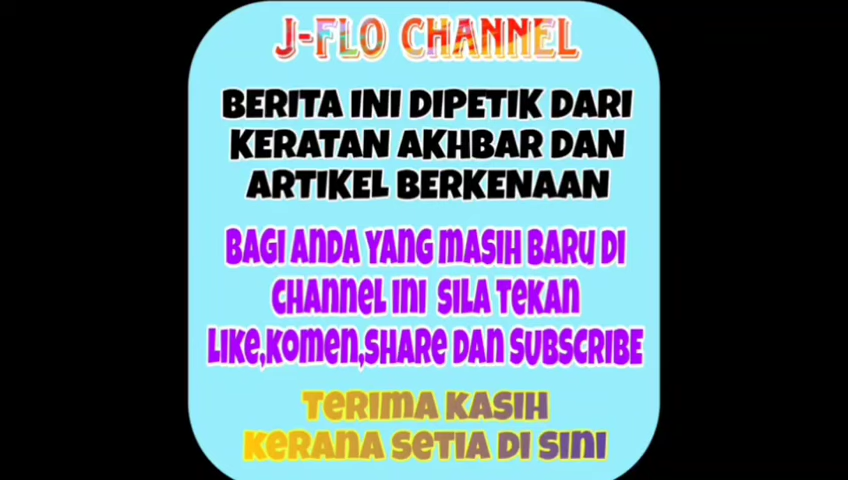 J-FLO CHANNEL
BERITA INI DIPETIK DARI
KERATAN AKHBAR DAN
ARTIKEL BERKENAAN
BAGI ANDA YANG MASIH BARU DI
CHANNEL INI SILA TEKAN
LIKE,KOMEN,SHARE DAN SUBSCRIBE
TERIMA KASIH
KERANA SETIA DI SINI